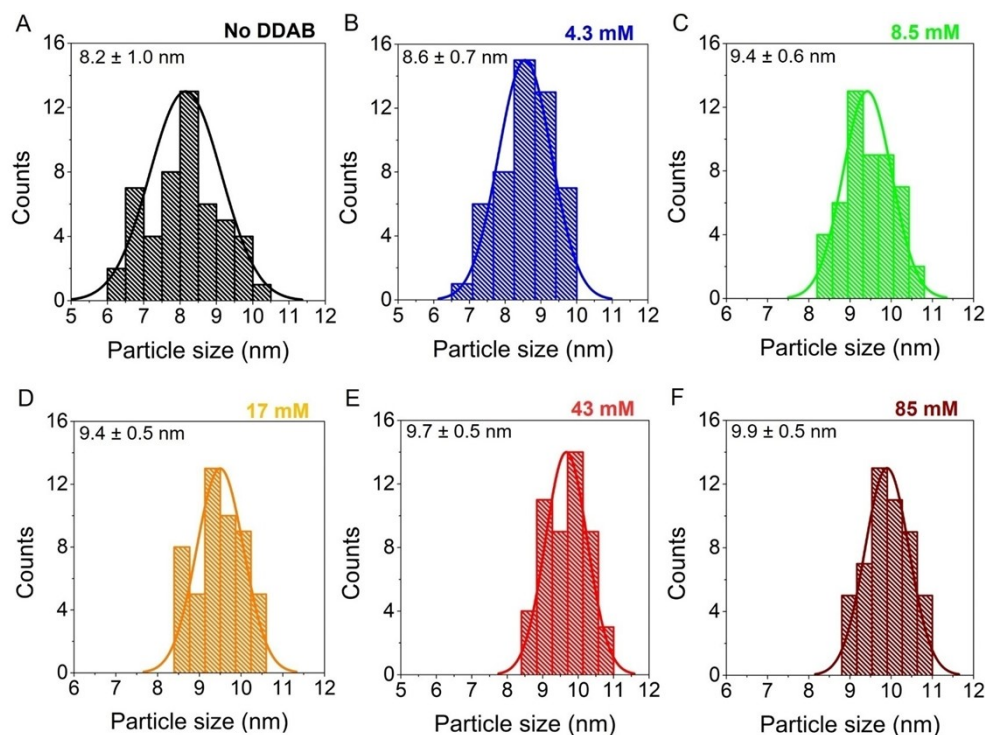 A
No DDAB
8.2 ± 1.0 nm
16
12
8
4
0
Counts
5 6 7 8 9 10 11 12
Particle size (nm)
B
4.3 mM
8.6 ± 0.7 nm
16
12
8
4
0
Counts
5 6 7 8 9 10 11 12
Particle size (nm)
C
8.5 mM
9.4 ± 0.6 nm
16
12
8
4
0
Counts
6 7 8 9 10 11 12
Particle size (nm)
D
17 mM
9.4 ± 0.5 nm
16
12
8
4
0
Counts
6 7 8 9 10 11 12
Particle size (nm)
E
43 mM
9.7 ± 0.5 nm
16
12
8
4
0
Counts
5 6 7 8 9 10 11 12
Particle size (nm)
F
85 mM
9.9 ± 0.5 nm
16
12
8
4
0
Counts
6 7 8 9 10 11 12
Particle size (nm)